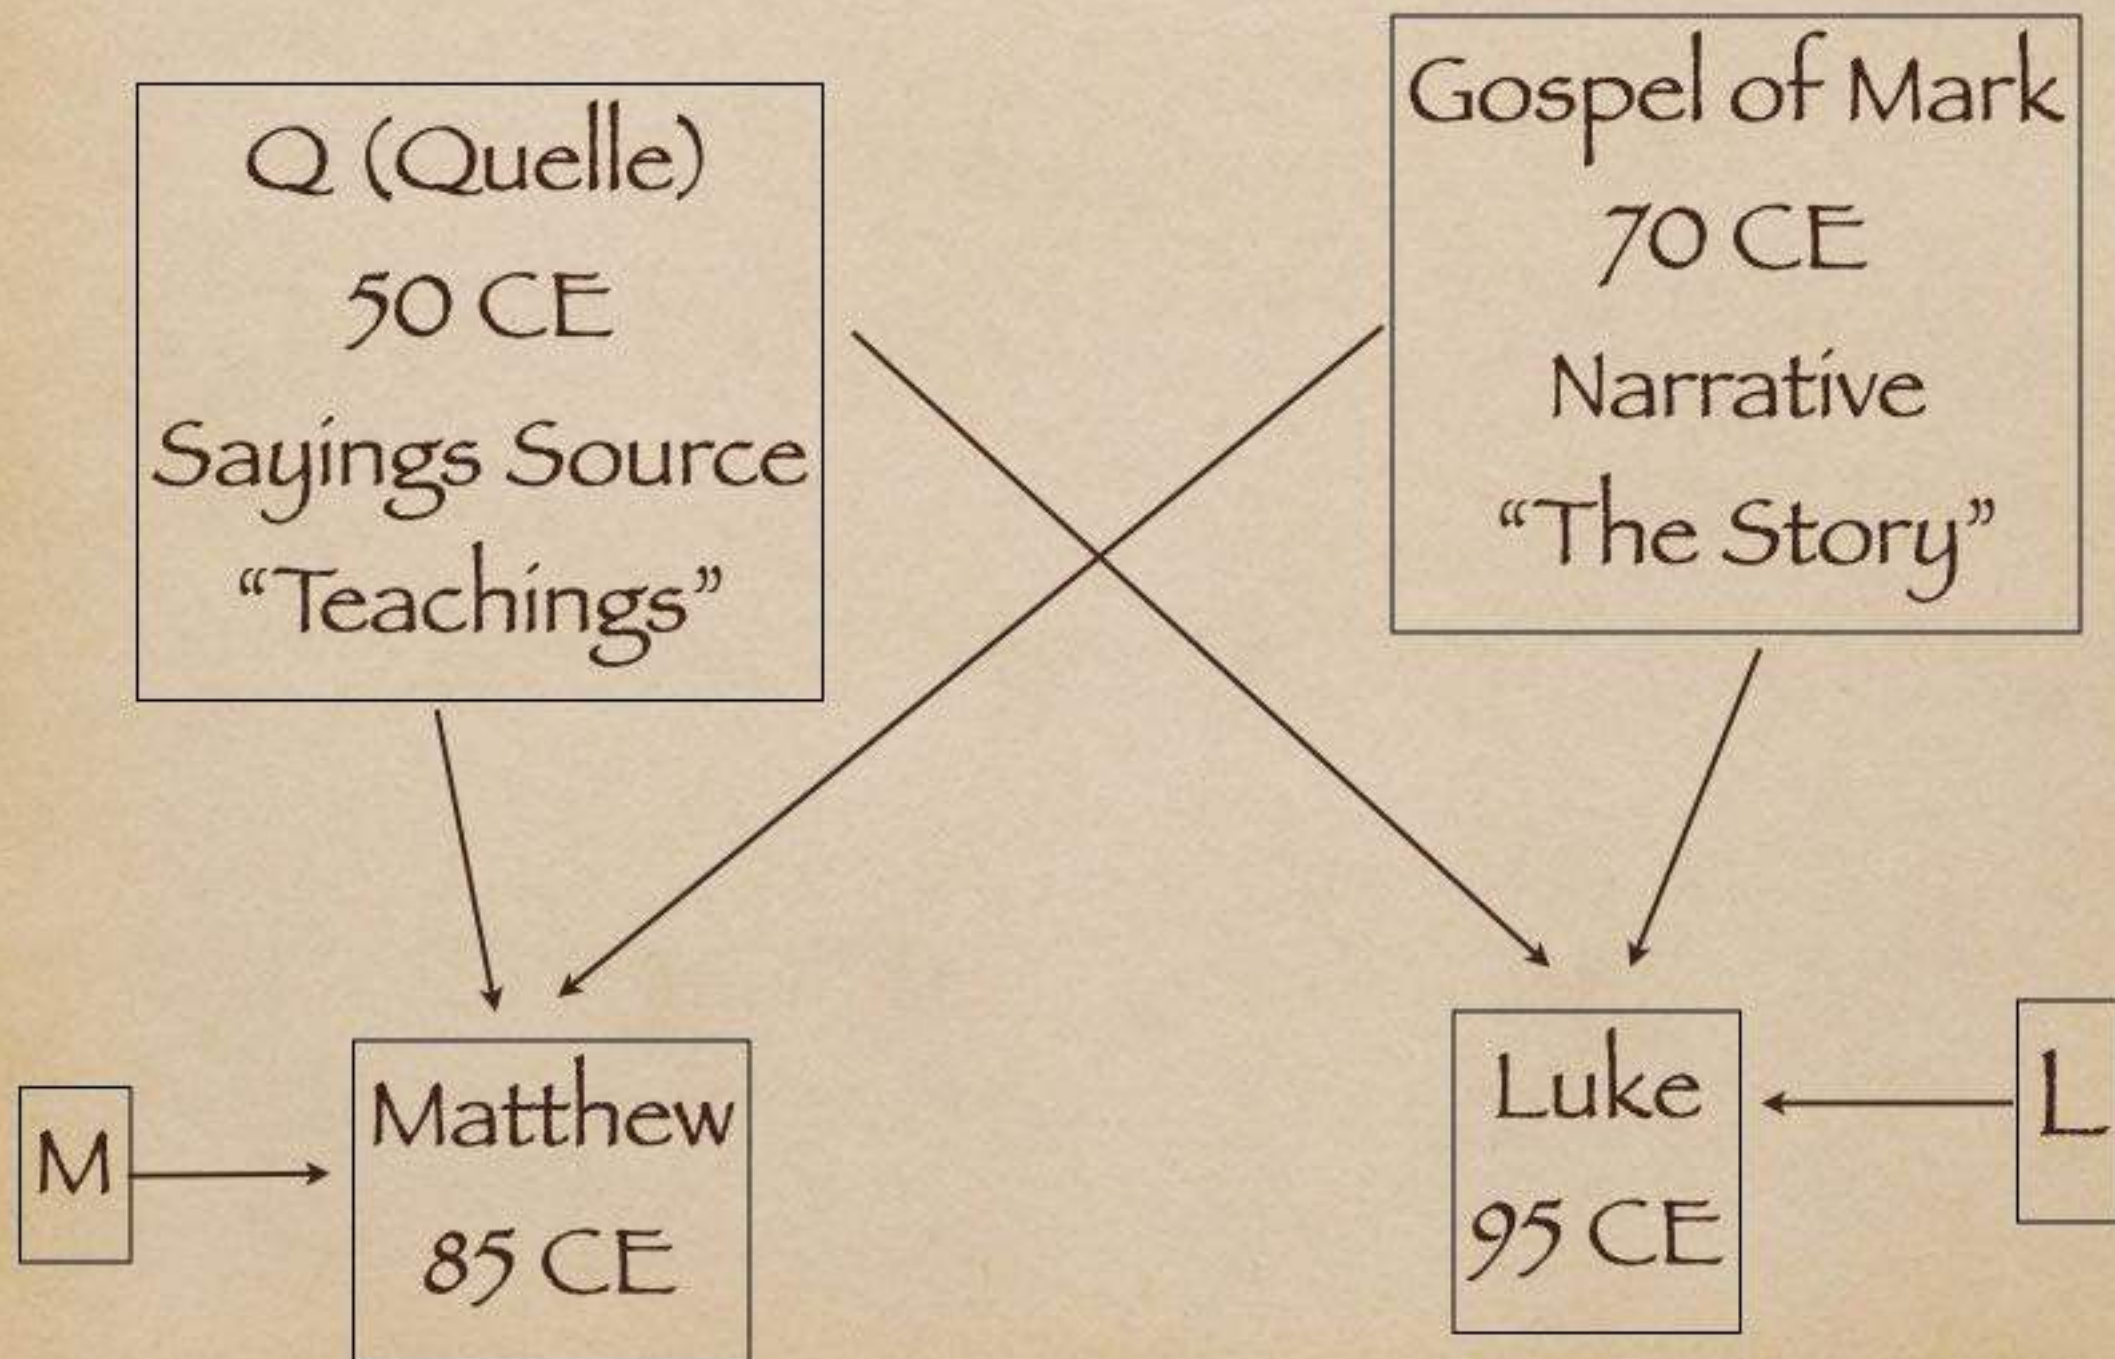 Q (Quelle)
50 CE
Sayings Source
“Teachings”
Gospel of Mark
70 CE
Narrative
“The Story”
M
Matthew
85 CE
Luke
95 CE
L